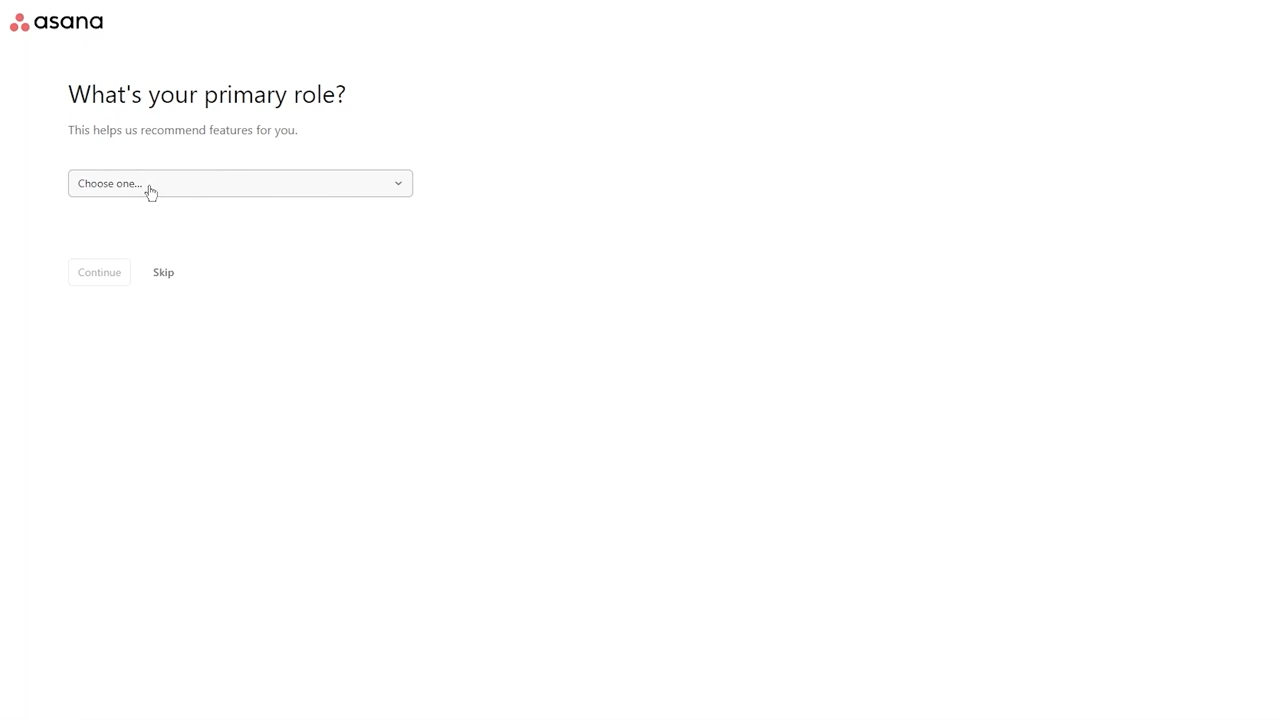 asana
What's your primary role?
This helps us recommend features for you.
Choose one...
Continue
Skip